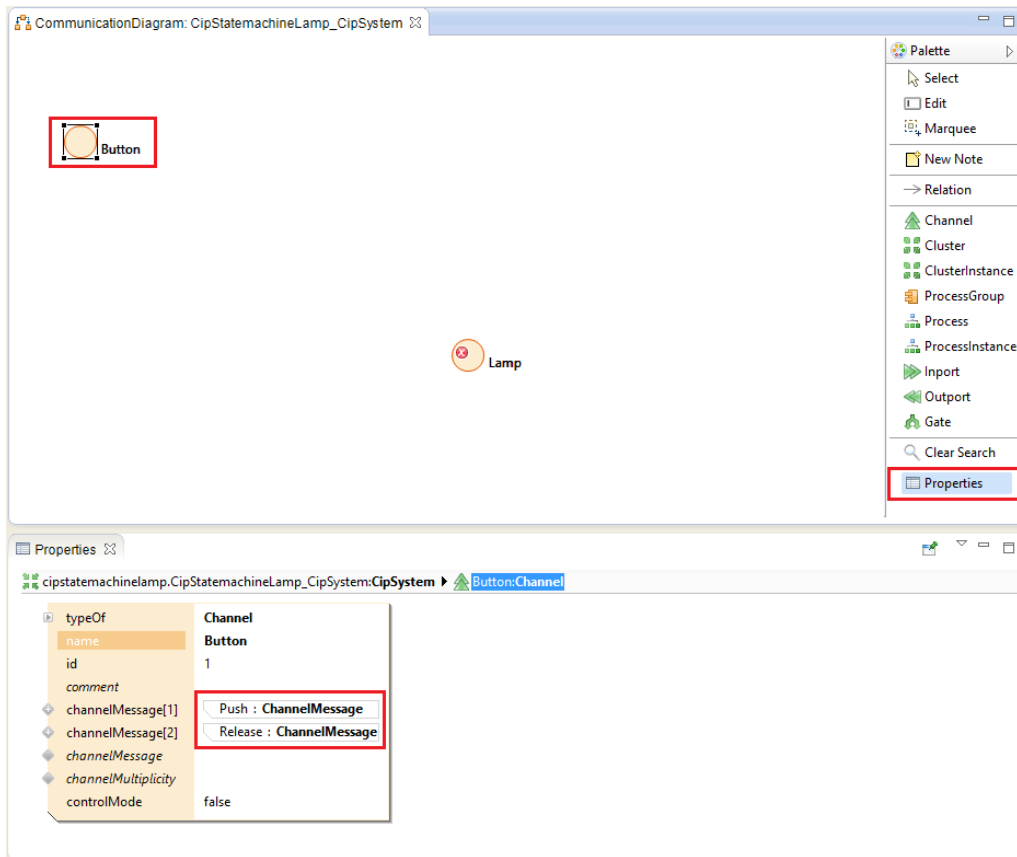 CommunicationDiagram: CipStatemachineLamp_CipSystem
Button
Lamp
Palette
Select
Edit
Marquee
New Note
Relation
Channel
Cluster
ClusterInstance
ProcessGroup
Process
ProcessInstance
Inport
Outport
Gate
Clear Search
Properties
Properties
cipstatemachinelamp.CipStatemachineLamp_CipSystem:CipSystem Button:Channel
typeOf Channel
name Button
id 1
comment
channelMessage[1] Push : ChannelMessage
channelMessage[2] Release : ChannelMessage
channelMessage
channelMultiplicity
controlMode false